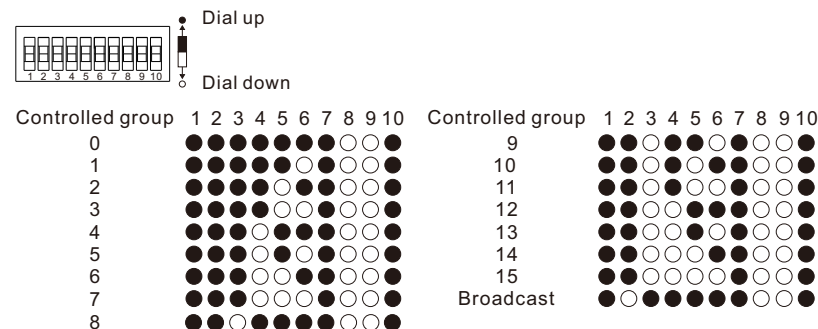 Dial up
1 2 3 4 5 6 7 8 9 10
Dial down
Controlled group 1 2 3 4 5 6 7 8 9 10
0
1
2
3
4
5
6
7
8
Controlled group 1 2 3 4 5 6 7 8 9 10
9
10
11
12
13
14
15
Broadcast